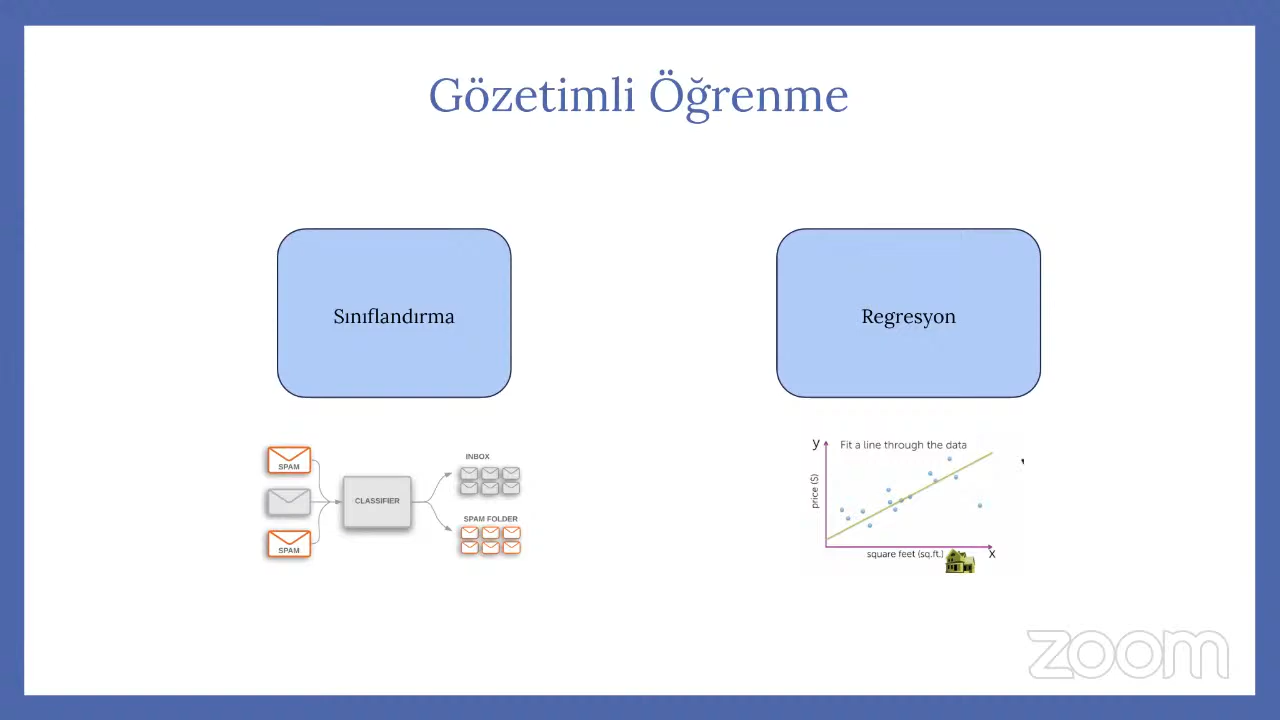 Gözetimli Öğrenme
Sınıflandırma
Regresyon
SPAM
SPAM
CLASSIFIER
INBOX
SPAM FOLDER
y
Fit a line through the data
price ($)
square feet (sq.ft.)
x
zoom